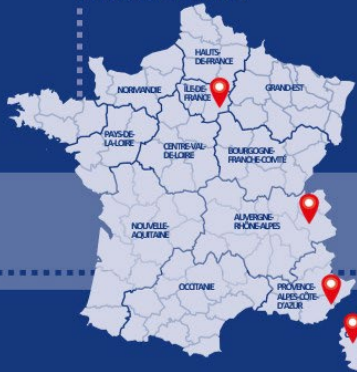 HAUTS-
DE-FRANCE
NORMANDIE
ÎLE-DE-
FRANCE
GRAND-EST
PAYS-DE-
LA-LOIRE
CENTRE-VAL-
DE-LOIRE
BOURGOGNE-
FRANCHE-COMTÉ
NOUVELLE-
AQUITAINE
AUVERGNE-
RHÔNE-ALPES
OCCITANIE
PROVENCE-
ALPES-CÔTE-
D'AZUR